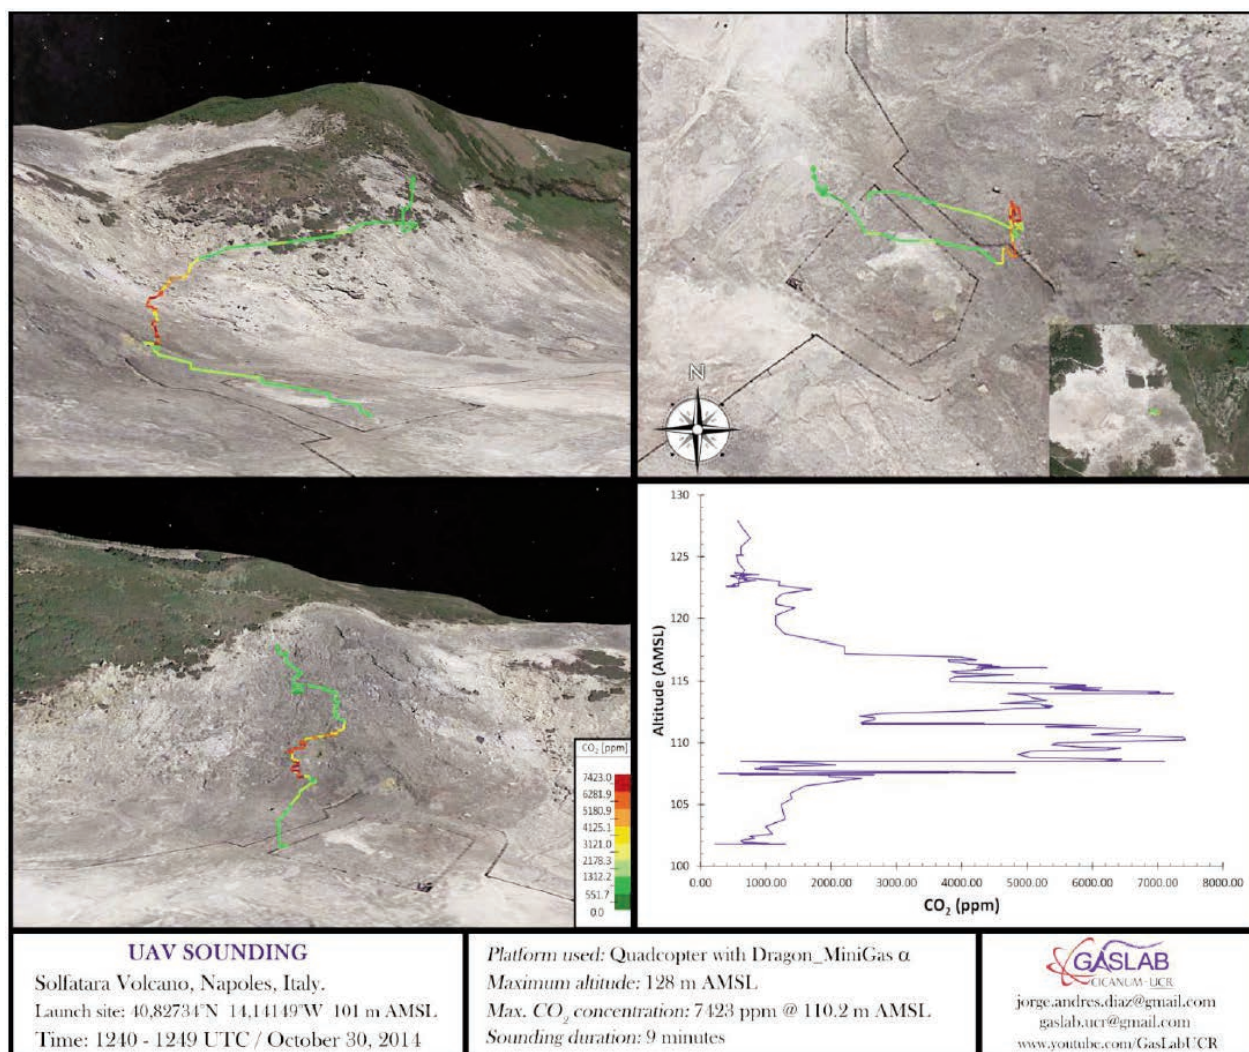 N
CO2 [ppm]
7423.0
6281.9
5180.9
4125.1
3121.0
2178.3
1312.2
551.7
0.0
130
125
120
115
110
105
100
Altitude (AMSL)
0.00 1000.00 2000.00 3000.00 4000.00 5000.00 6000.00 7000.00 8000.00
CO2 (ppm)
UAV SOUNDING
Solfatara Volcano, Napoles, Italy.
Launch site: 40,82734°N 14,14149°W 101 m AMSL
Time: 1240 - 1249 UTC / October 30, 2014
Platform used: Quadcopter with Dragon_MiniGas α
Maximum altitude: 128 m AMSL
Max. CO2 concentration: 7423 ppm @ 110.2 m AMSL
Sounding duration: 9 minutes
GASLAB
CICANUM-UCR
jorge.andres.diaz@gmail.com
gaslab.ucr@gmail.com
www.youtube.com/GasLabUCR